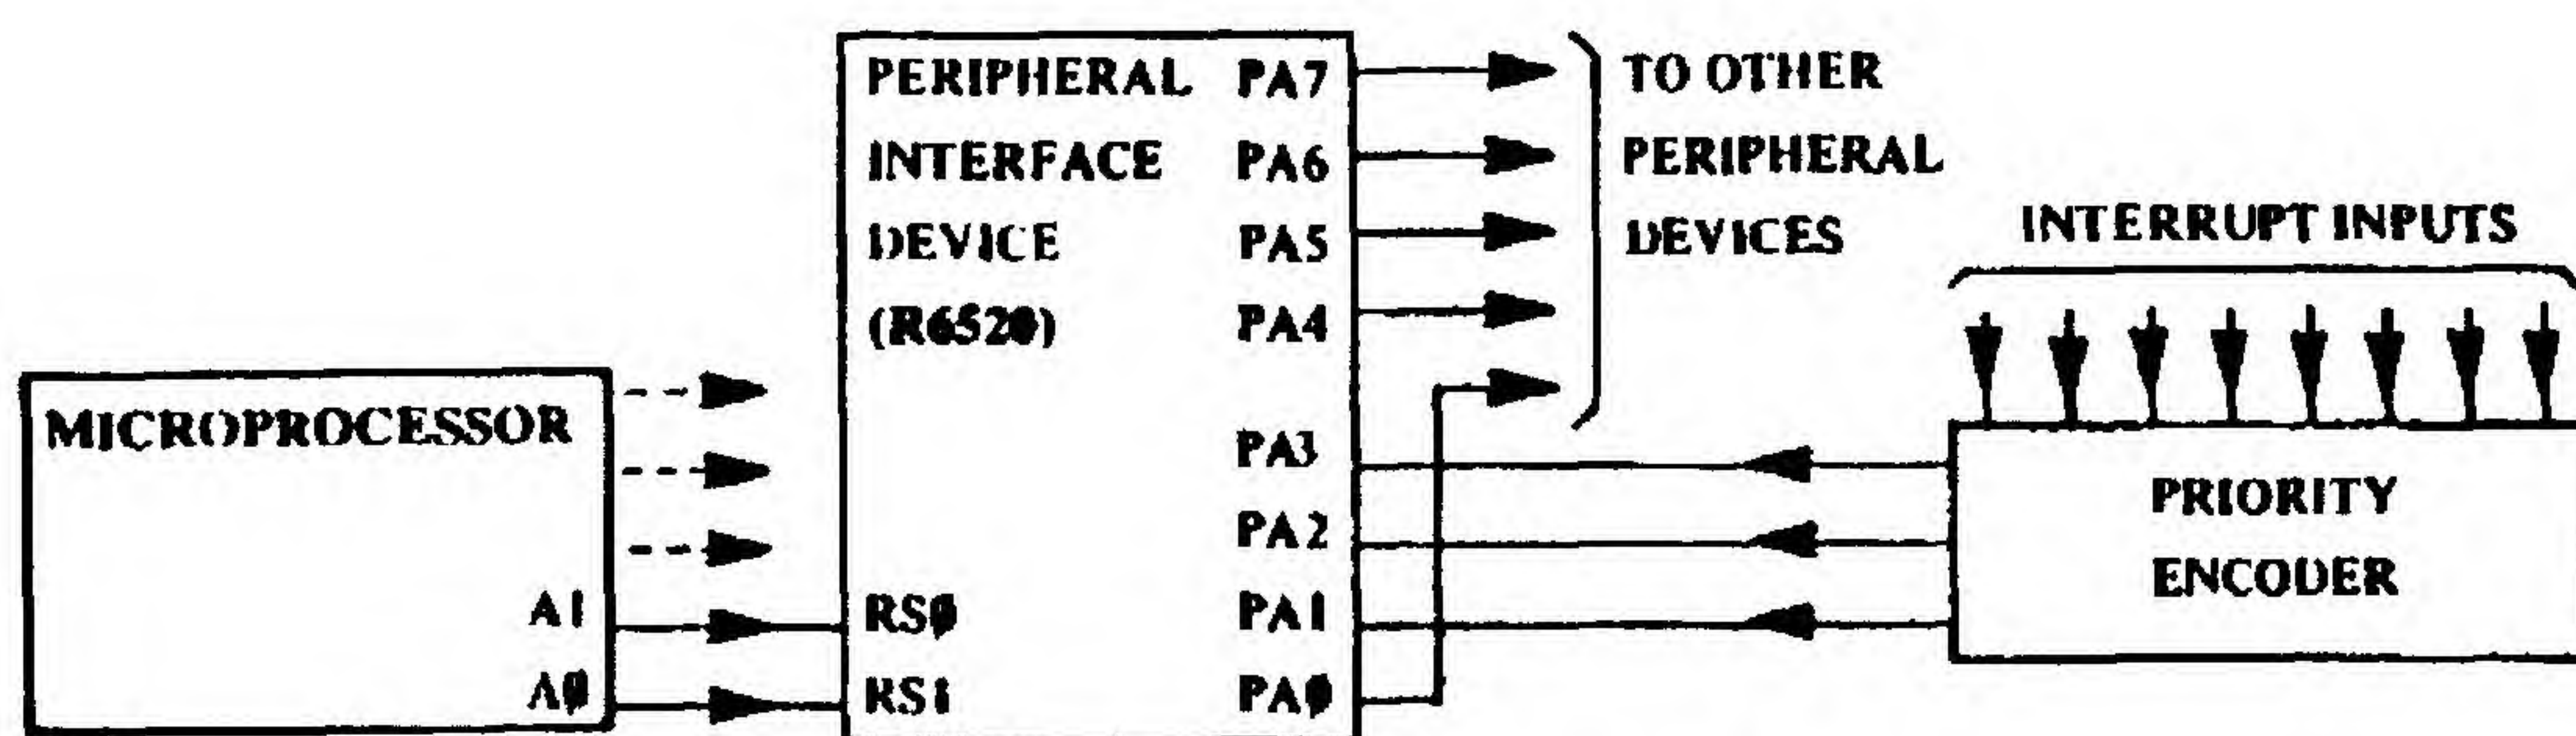 PERIPHERAL
INTERFACE
DEVICE
(R6520)
PA7
PA6
PA5
PA4
PA3
PA2
PA1
PA0
RS0
RS1
TO OTHER
PERIPHERAL
DEVICES
INTERRUPT INPUTS
MICROPROCESSOR
A1
A0
PRIORITY
ENCODER